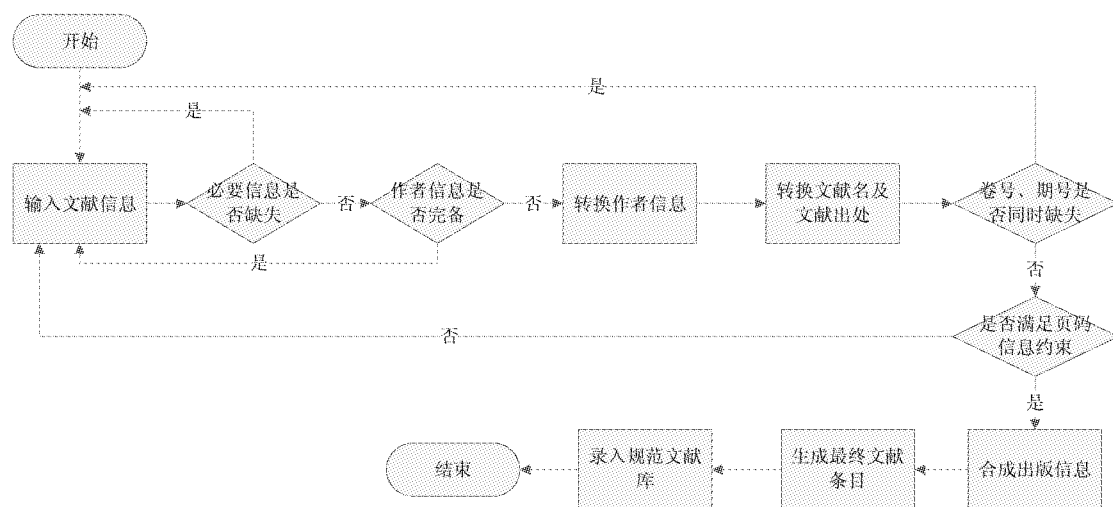 开始
是
是
输入文献信息
必要信息是
否缺失
否
作者信息是
否完备
否
转换作者信息
转换文献名及
文献出处
卷号、期号是
否同时缺失
是
否
否
是否满足页码
信息约束
是
结束
录入规范文献
库
生成最终文献
条目
合成出版信息